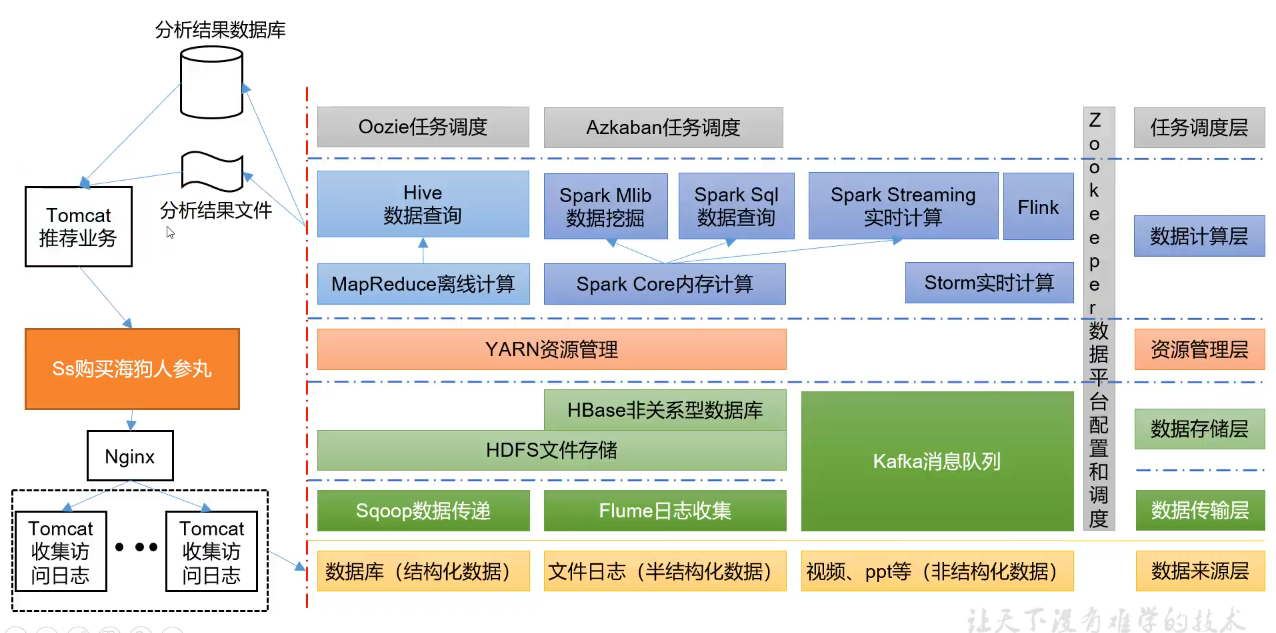 分析结果数据库
分析结果文件
Tomcat
推荐业务
Ss购买海狗人参丸
Nginx
Tomcat
收集访
问日志
Tomcat
收集访
问日志
Oozie任务调度
Azkaban任务调度
任务调度层
Hive
数据查询
Spark Mlib
数据挖掘
Spark Sql
数据查询
Spark Streaming
实时计算
Flink
数据计算层
MapReduce离线计算
Spark Core内存计算
Storm实时计算
YARN资源管理
资源管理层
HBase非关系型数据库
HDFS文件存储
Kafka消息队列
数据存储层
Sqoop数据传递
Flume日志收集
数据传输层
Zookeeper数据平台配置和调度
数据库（结构化数据）
文件日志（半结构化数据）
视频、ppt等（非结构化数据）
数据来源层
让天下没有难学的技术